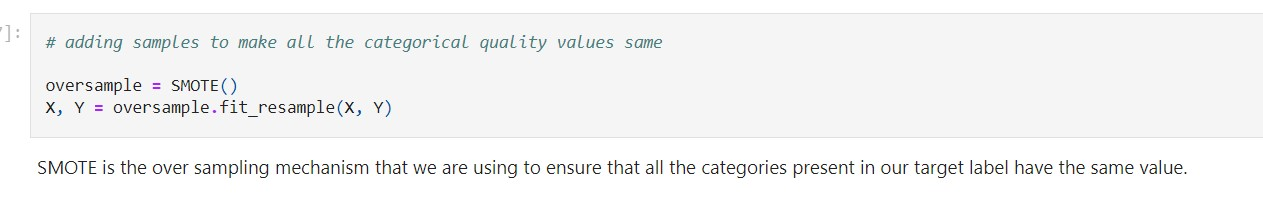 ]:
# adding samples to make all the categorical quality values same
oversample = SMOTE()
X, Y = oversample.fit_resample(X, Y)
SMOTE is the over sampling mechanism that we are using to ensure that all the categories present in our target label have the same value.